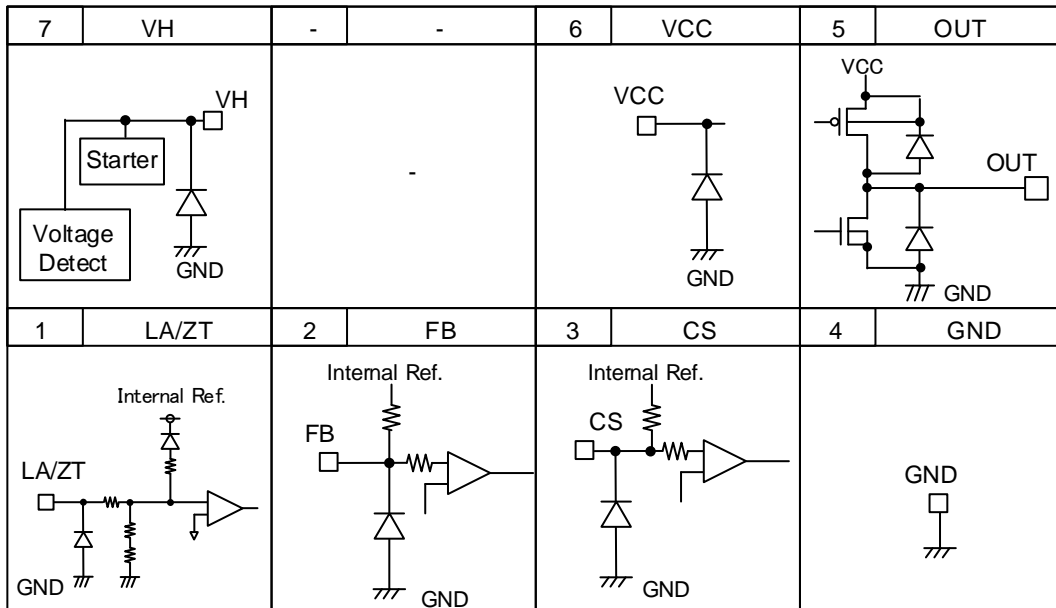 7 VH - - 6 VCC 5 OUT
VH
Starter
Voltage
Detect
GND
-
VCC
GND
VCC
OUT
GND
1 LA/ZT 2 FB 3 CS 4 GND
Internal Ref.
LA/ZT
GND
Internal Ref.
FB
GND
Internal Ref.
CS
GND
GND